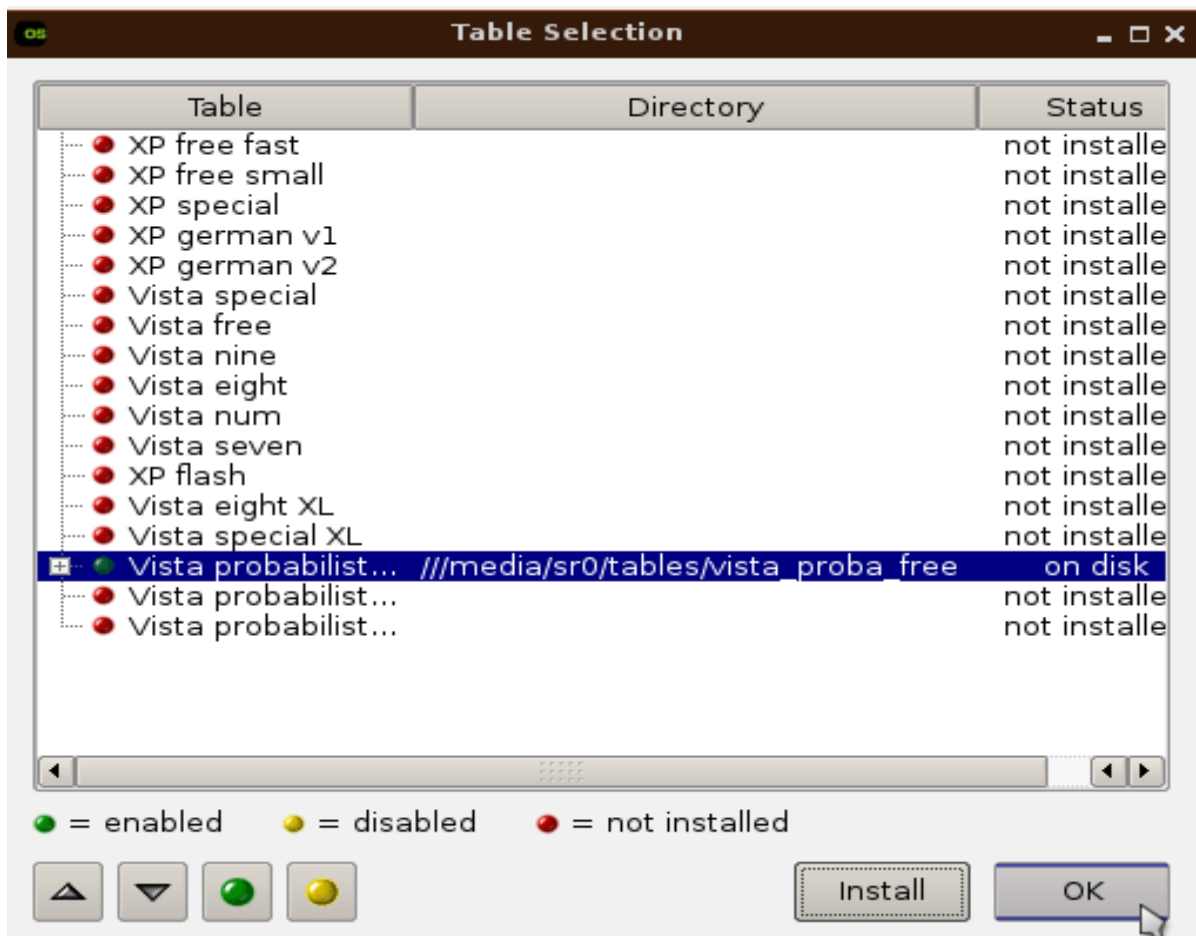 OS Table Selection
Table Directory Status
XP free fast not installe
XP free small not installe
XP special not installe
XP german v1 not installe
XP german v2 not installe
Vista special not installe
Vista free not installe
Vista nine not installe
Vista eight not installe
Vista num not installe
Vista seven not installe
XP flash not installe
Vista eight XL not installe
Vista special XL not installe
Vista probabilist... ///media/sr0/tables/vista_proba_free on disk
Vista probabilist... not installe
Vista probabilist... not installe
= enabled = disabled = not installed
Install OK